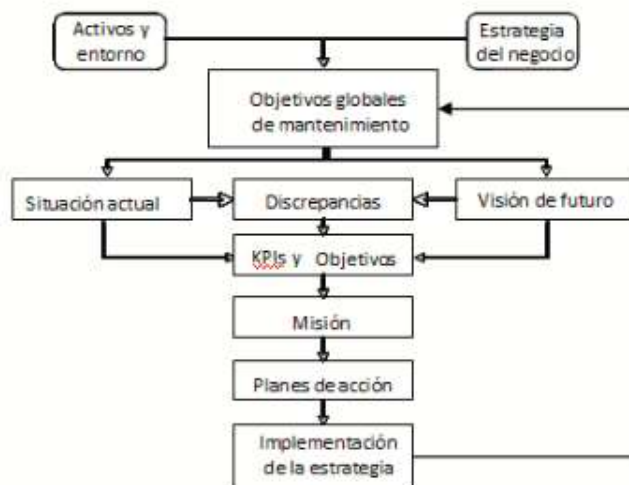 Activos y
entorno
Estrategia
del negocio
Objetivos globales
de mantenimiento
Situación actual
Discrepancias
Visión de futuro
KPIs y Objetivos
Misión
Planes de acción
Implementación
de la estrategia